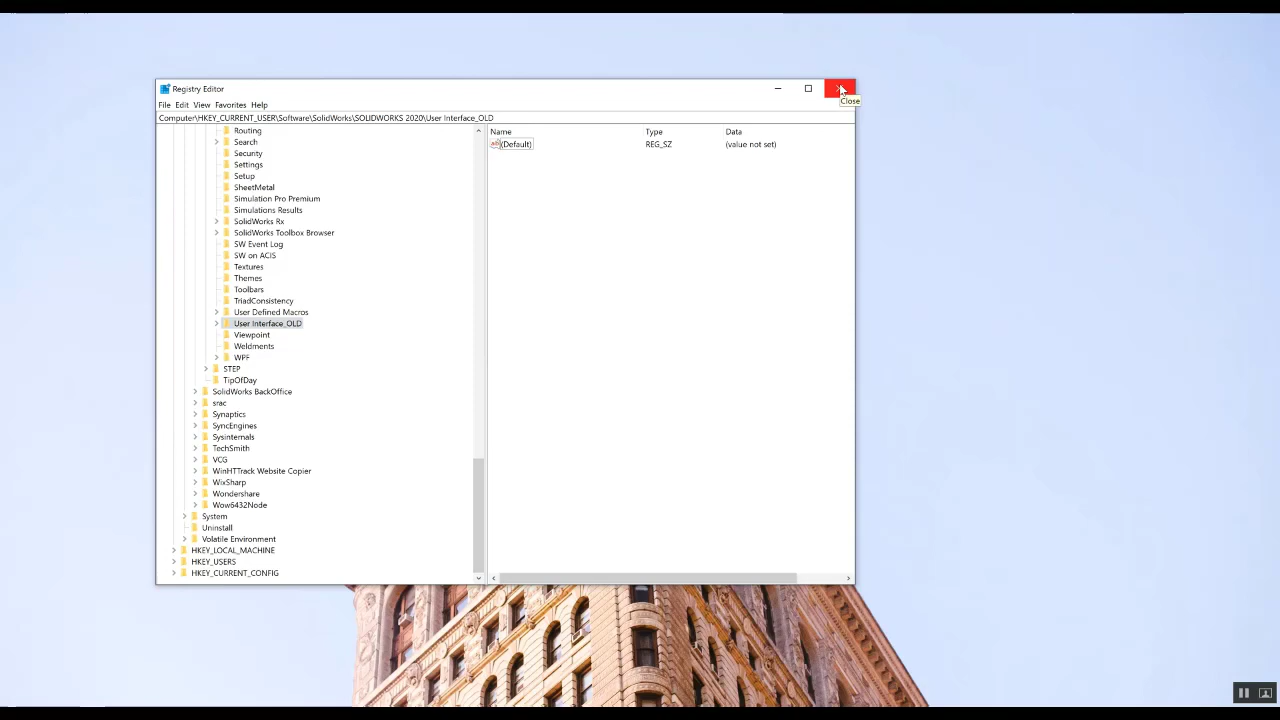 Registry Editor
Close
File Edit View Favorites Help
Computer\HKEY_CURRENT_USER\Software\SolidWorks\SOLIDWORKS 2020\User Interface_OLD
Routing
Search
Security
Settings
Setup
SheetMetal
Simulation Pro Premium
Simulations Results
SolidWorks Rx
SolidWorks Toolbox Browser
SW Event Log
SW on ACIS
Textures
Themes
Toolbars
TriadConsistency
User Defined Macros
User Interface_OLD
Viewpoint
Weldments
WPF
STEP
TipOfDay
SolidWorks BackOffice
srac
Synaptics
SyncEngines
Sysinternals
TechSmith
VCG
WinHTTrack Website Copier
WixSharp
Wondershare
Wow6432Node
System
Uninstall
Volatile Environment
HKEY_LOCAL_MACHINE
HKEY_USERS
HKEY_CURRENT_CONFIG
Name Type Data
ab (Default) REG_SZ (value not set)